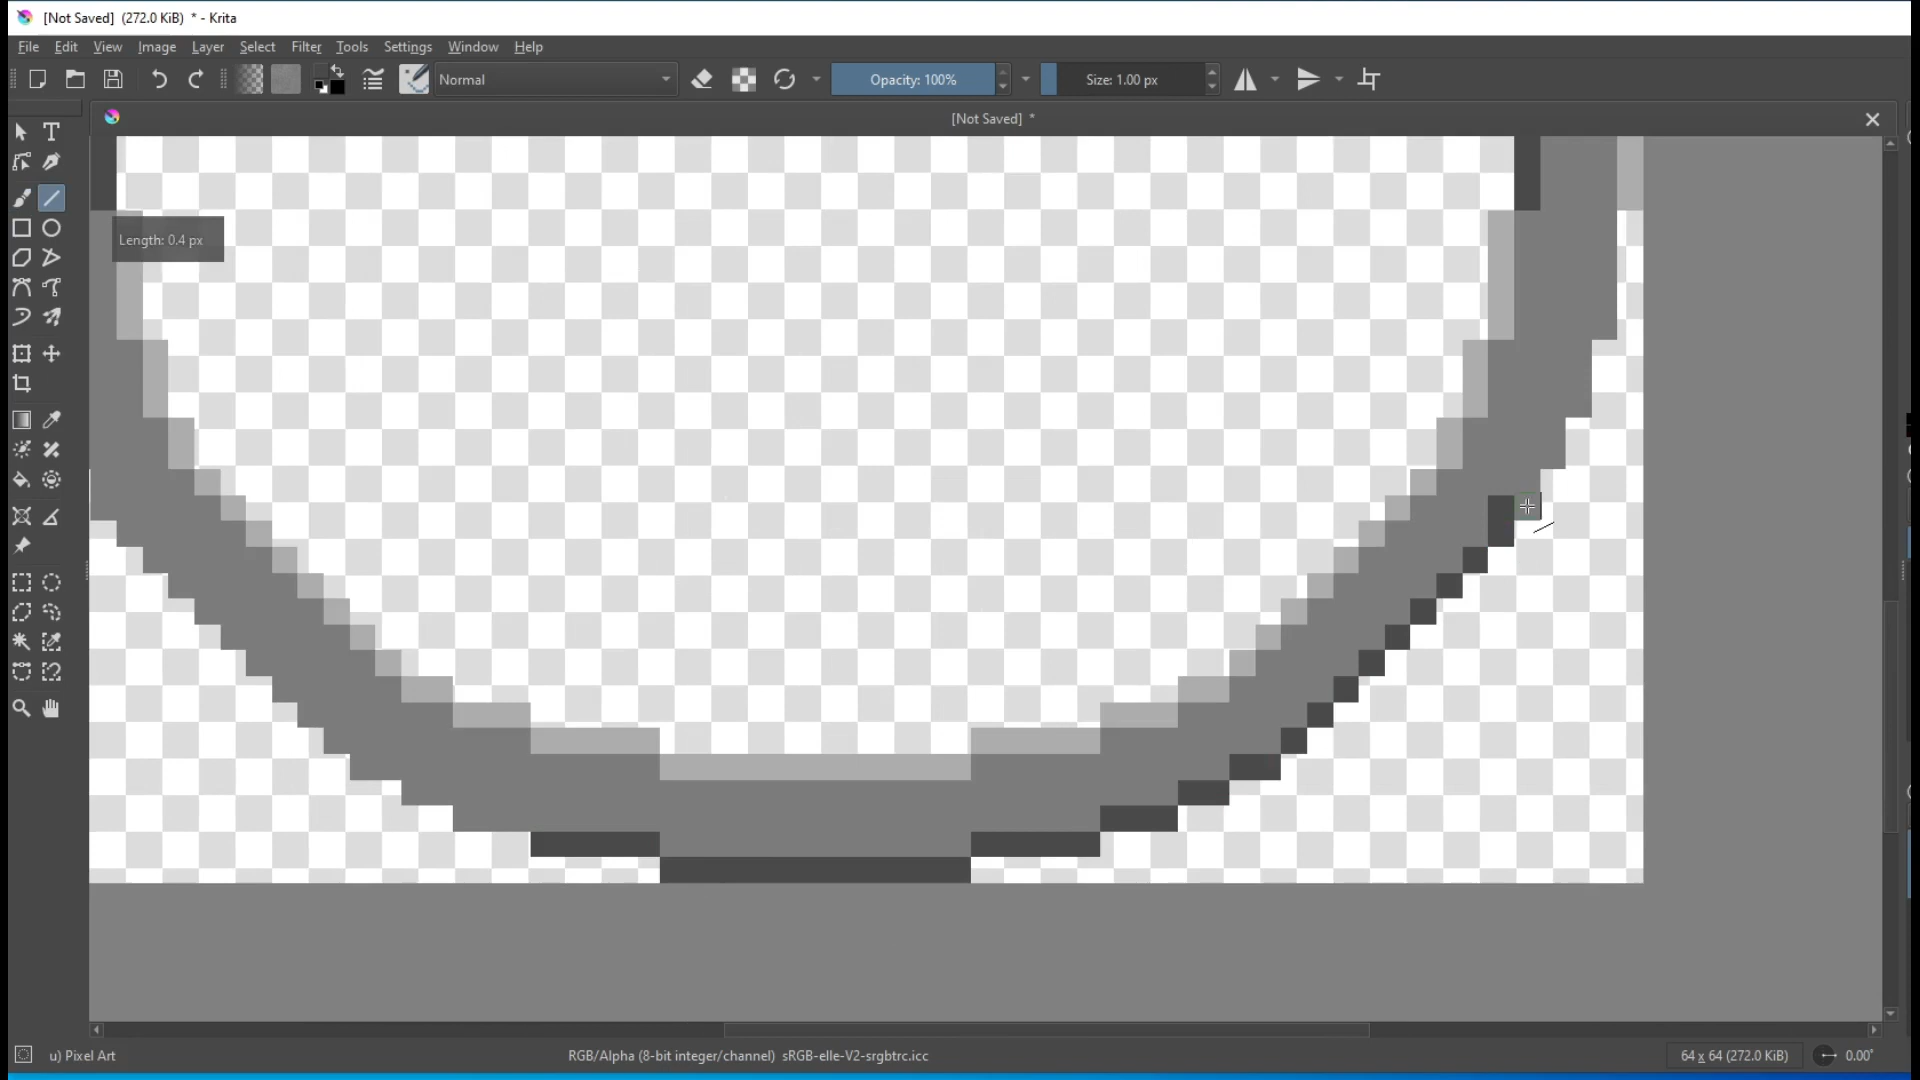 [Not Saved]  (272.0 KiB)  * - Krita
File Edit View Image Layer Select Filter Tools Settings Window Help
Normal
Opacity: 100%
Size: 1.00 px
[Not Saved]  *
Length: 0.4 px
u) Pixel Art
RGB/Alpha (8-bit integer/channel)  sRGB-elle-V2-srgbtrc.icc
64 x 64 (272.0 KiB)
0.00°